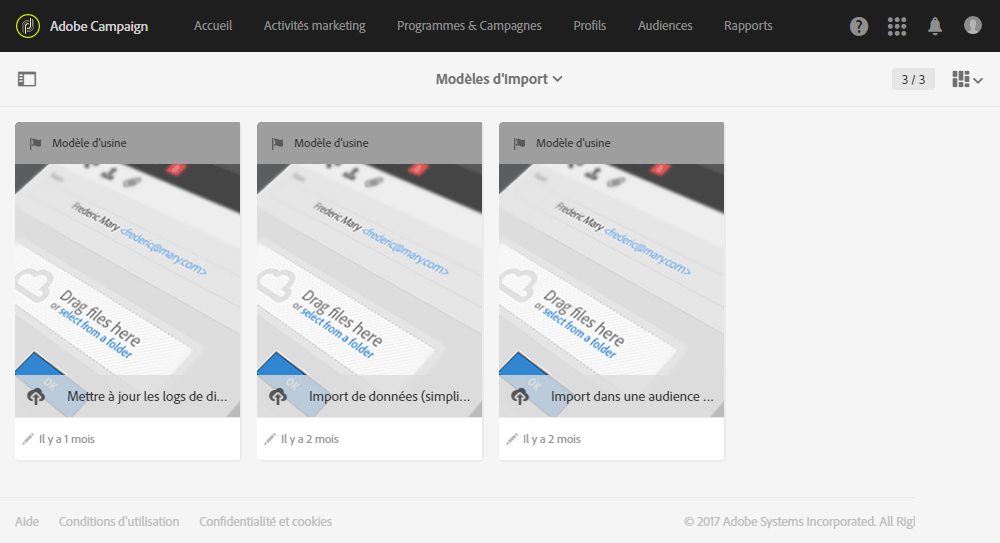 Adobe Campaign Accueil Activités marketing Programmes & Campagnes Profils Audiences Rapports
Modèles d'Import
3 / 3
Modèle d'usine Modèle d'usine Modèle d'usine
Frederic Mary <frederic@mary.com> Frederic Mary <frederic@mary.com> Frederic Mary <frederic@mary.com>
Drag files here Drag files here Drag files here
or select from a folder or select from a folder or select from a folder
OK OK OK
Mettre à jour les logs de di... Import de données (simpli... Import dans une audience ...
Il y a 1 mois Il y a 2 mois Il y a 2 mois
Aide Conditions d'utilisation Confidentialité et cookies © 2017 Adobe Systems Incorporated. All Rigl